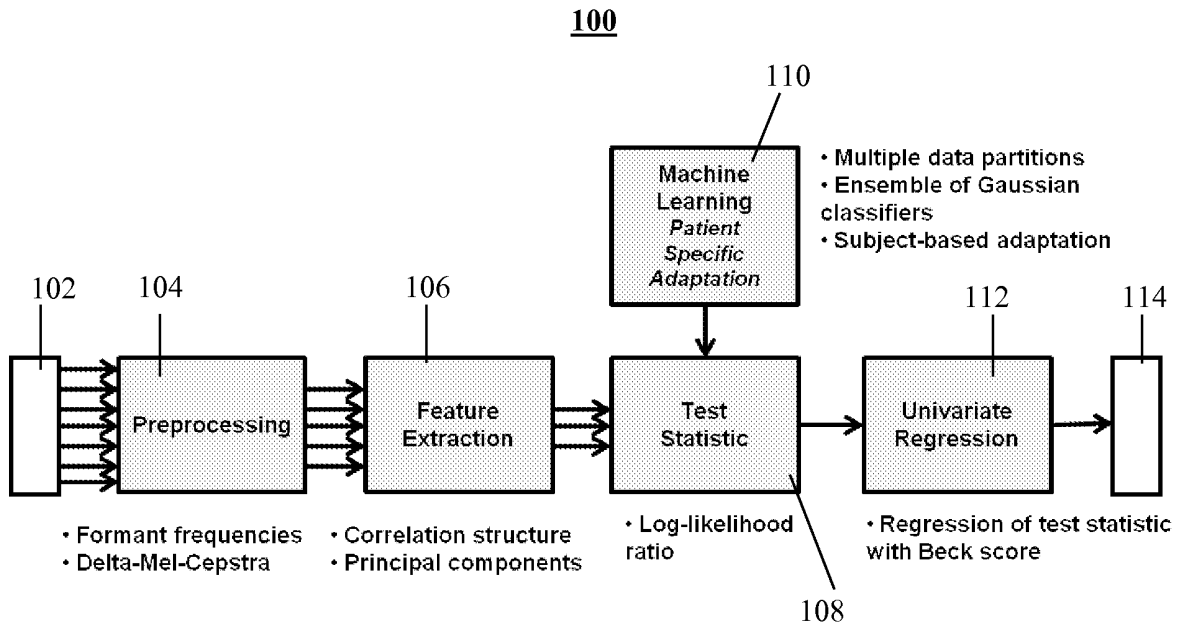 100
110
Machine
Learning
Patient
Specific
Adaptation
• Multiple data partitions
• Ensemble of Gaussian
classifiers
• Subject-based adaptation
102
104
106
112
114
Preprocessing
Feature
Extraction
Test
Statistic
Univariate
Regression
• Formant frequencies
• Delta-Mel-Cepstra
• Correlation structure
• Principal components
• Log-likelihood
ratio
• Regression of test statistic
with Beck score
108